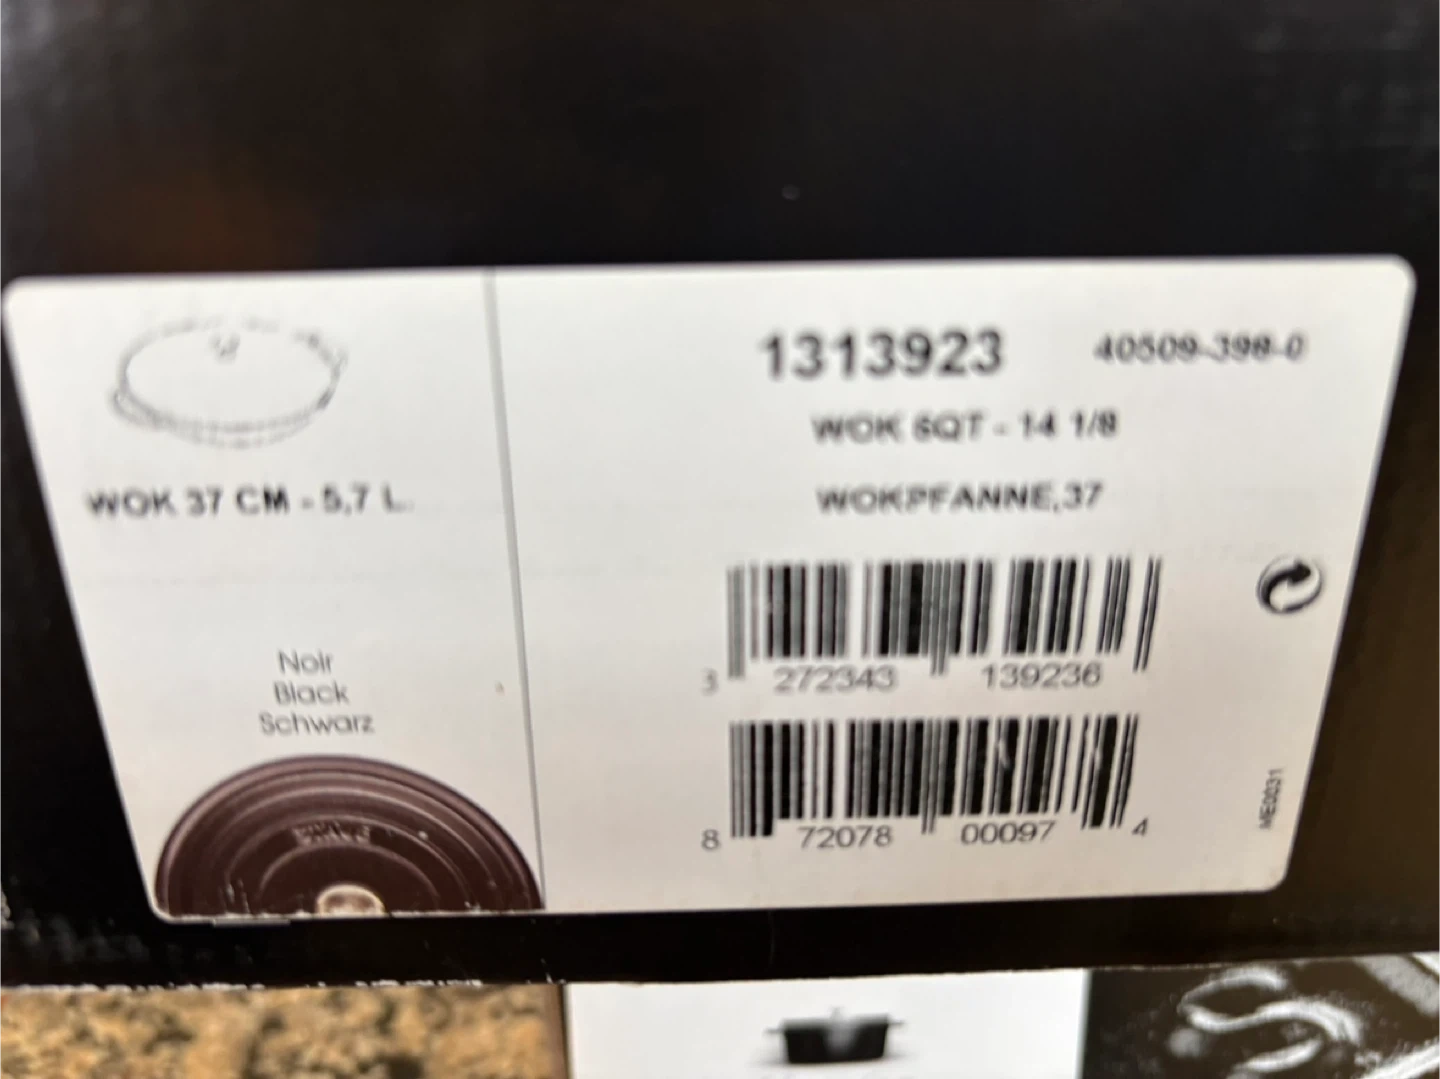 WOK 37 CM - 5,7 L.
Noir
Black
Schwarz
1313923
40509-398-0
WOK 6QT - 14 1/8
WOKPFANNE,37
3 272343 139236
8 72078 00097 4
ME0031